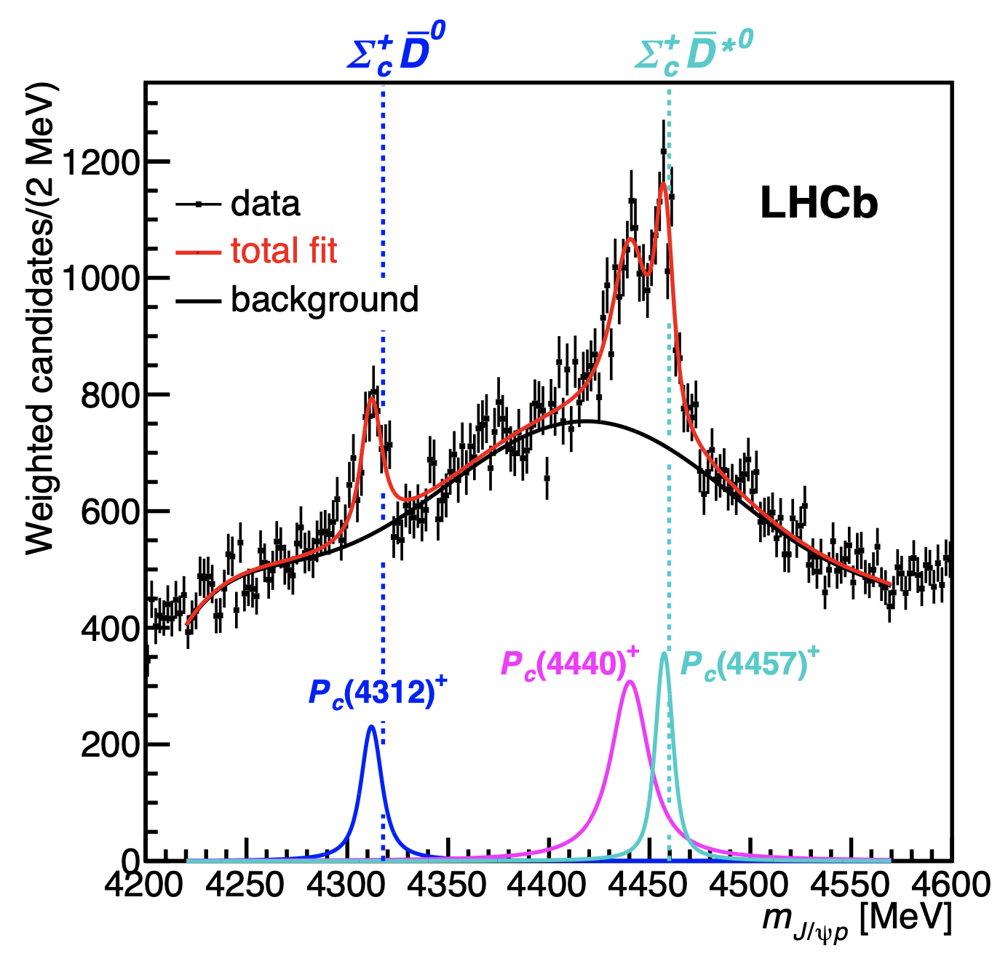 Σc+ D̅0
Σc+ D̅*0
Weighted candidates/(2 MeV)
1200
1000
800
600
400
200
0
data
total fit
background
LHCb
Pc(4312)+
Pc(4440)+
Pc(4457)+
4200 4250 4300 4350 4400 4450 4500 4550 4600
mJ/ψp [MeV]